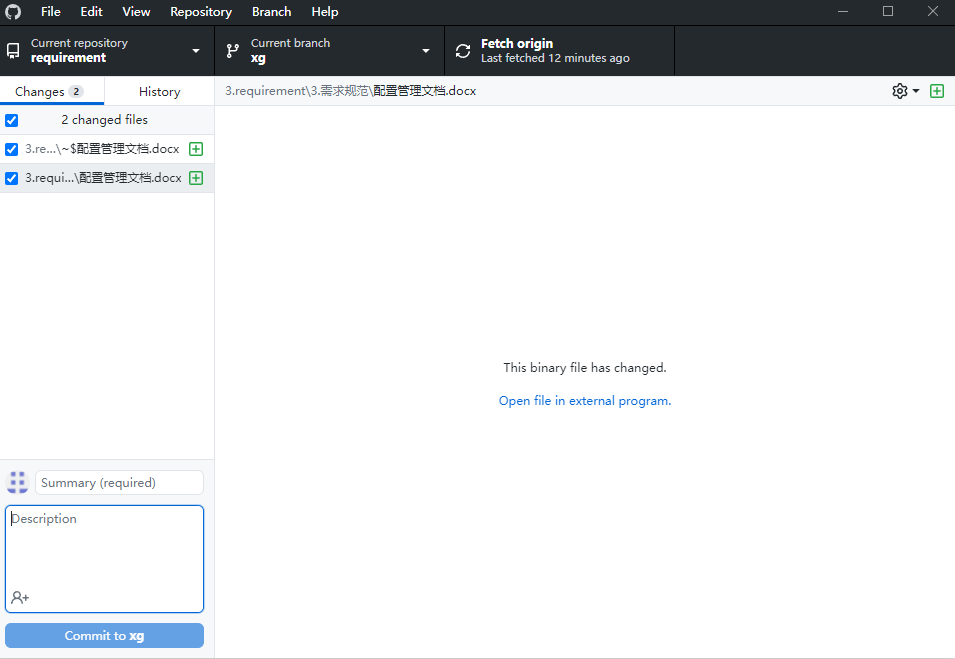 File Edit View Repository Branch Help
Current repository
requirement
Current branch
xg
Fetch origin
Last fetched 12 minutes ago
Changes 2 History
3.requirement\3.需求规范\配置管理文档.docx
2 changed files
3.re...\~$配置管理文档.docx
3.requi...\配置管理文档.docx
This binary file has changed.
Open file in external program.
Summary (required)
Description
Commit to xg